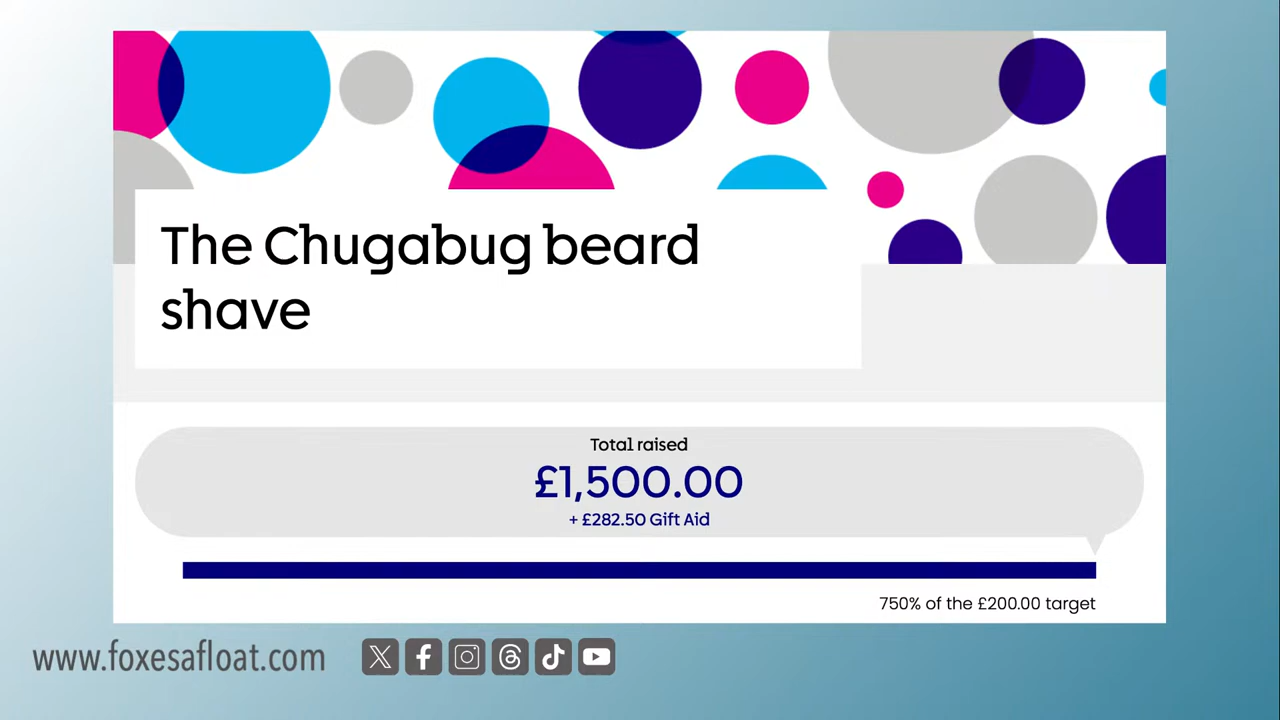 The Chugabug beard
shave
Total raised
£1,500.00
+ £282.50 Gift Aid
750% of the £200.00 target
www.foxesafloat.com